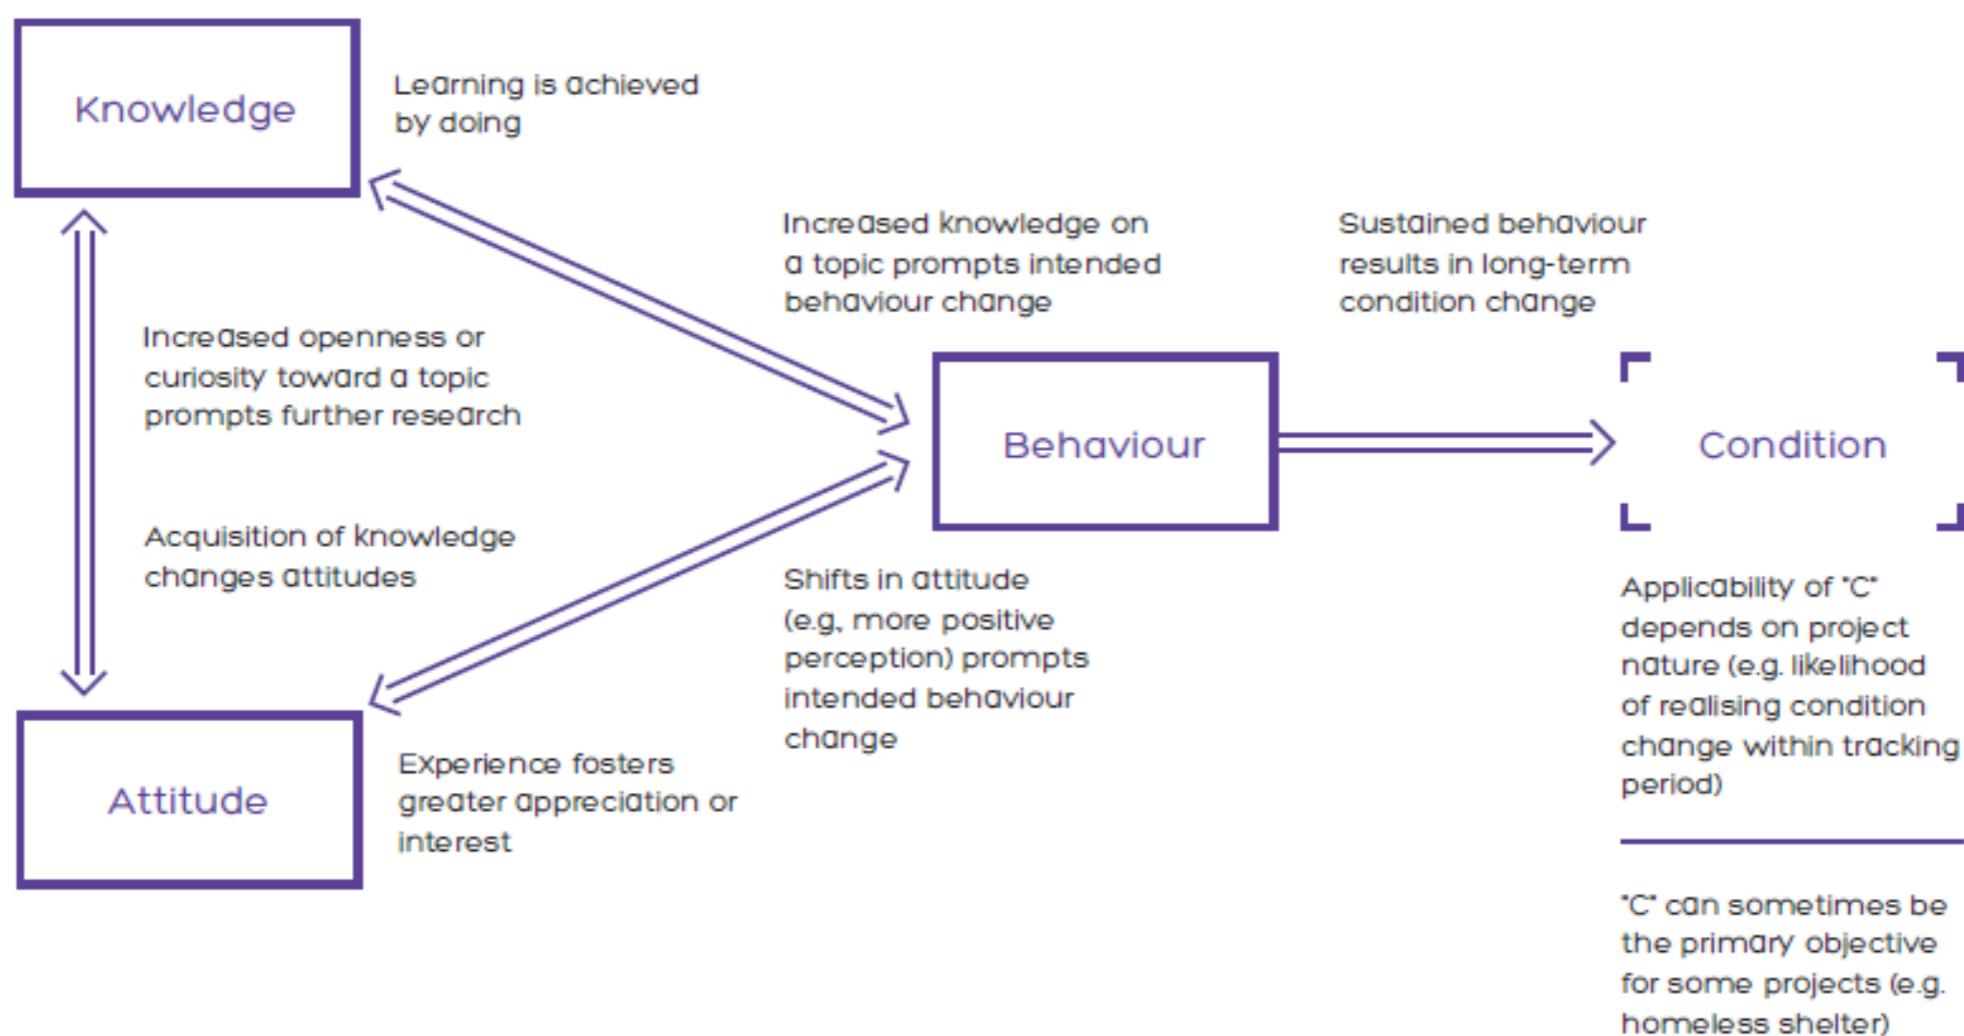 Knowledge
Learning is achieved
by doing
Increased knowledge on
a topic prompts intended
behaviour change
Sustained behaviour
results in long-term
condition change
Increased openness or
curiosity toward a topic
prompts further research
Behaviour
Condition
Acquisition of knowledge
changes attitudes
Shifts in attitude
(e.g, more positive
perception) prompts
intended behaviour
change
Applicability of "C"
depends on project
nature (e.g. likelihood
of realising condition
change within tracking
period)
Attitude
Experience fosters
greater appreciation or
interest
"C" can sometimes be
the primary objective
for some projects (e.g.
homeless shelter)